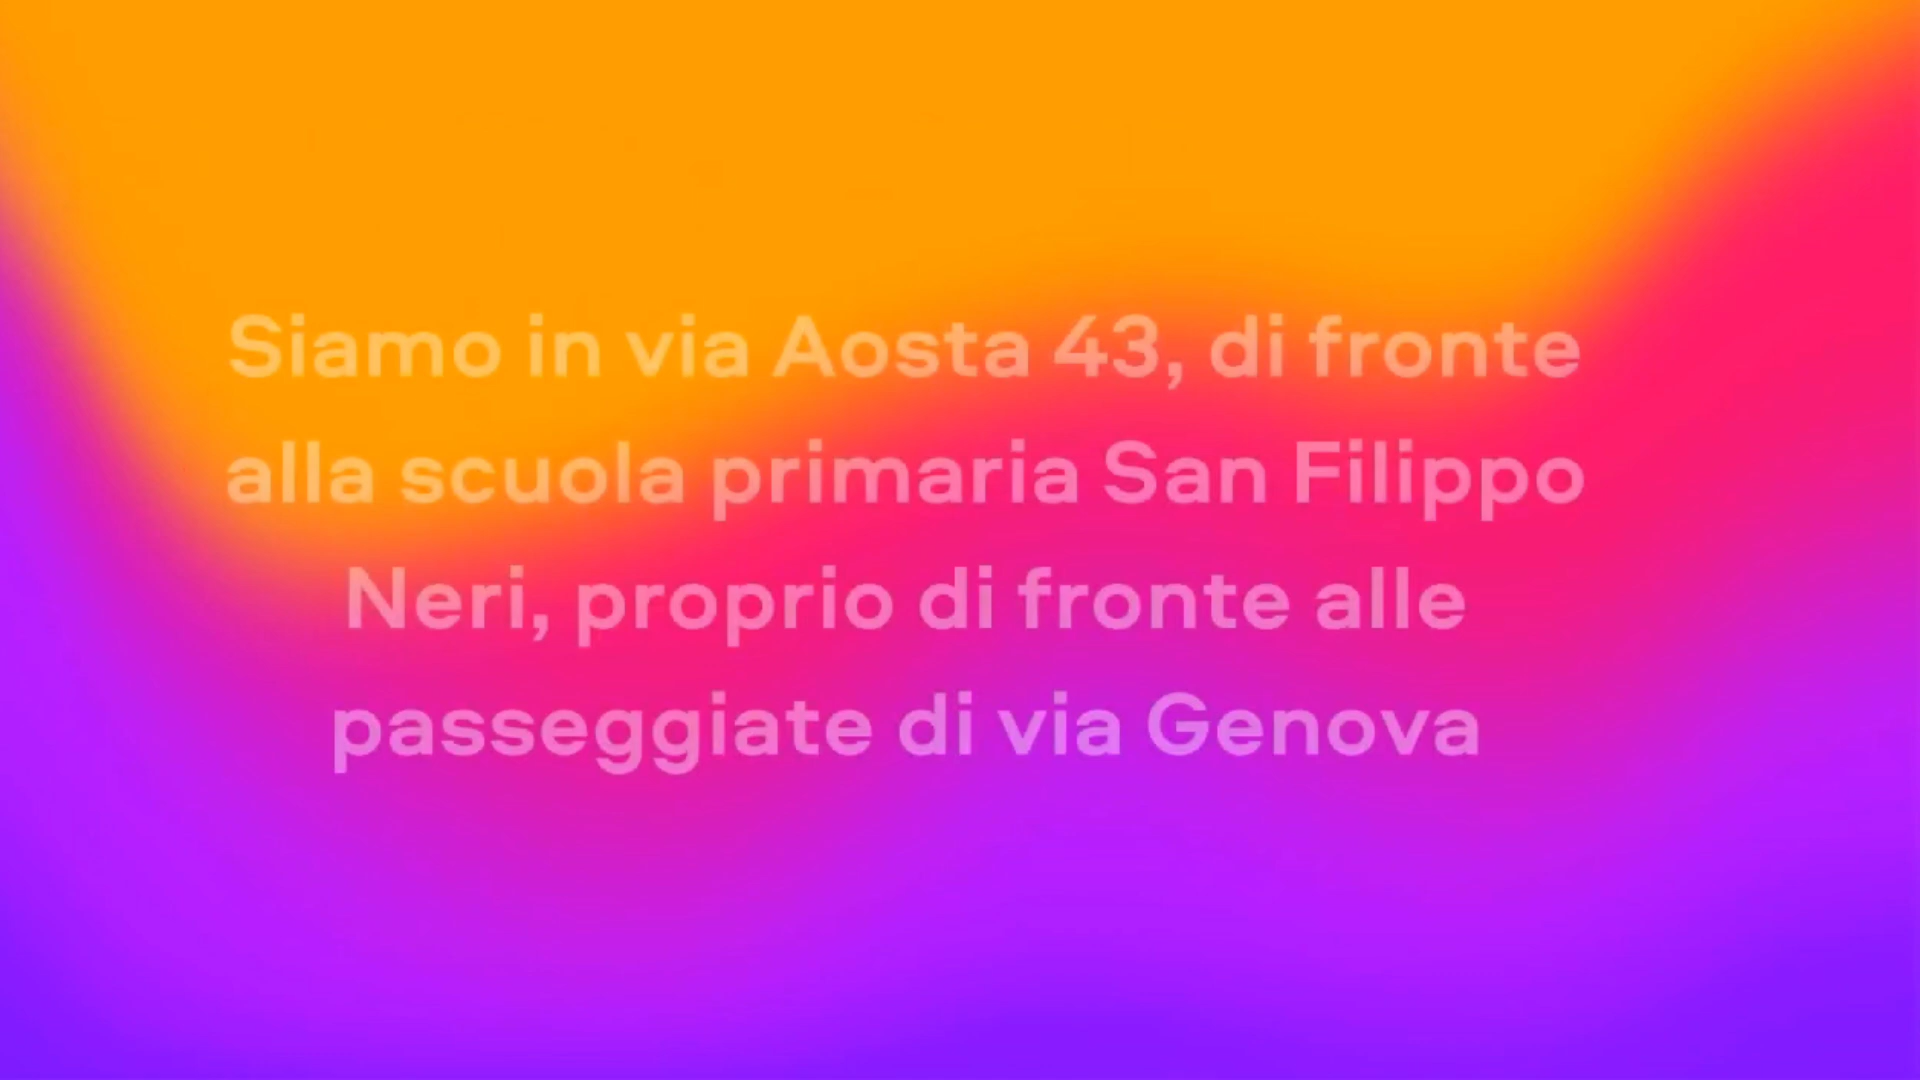 Siamo in via Aosta 43, di fronte
alla scuola primaria San Filippo
Neri, proprio di fronte alle
passeggiate di via Genova